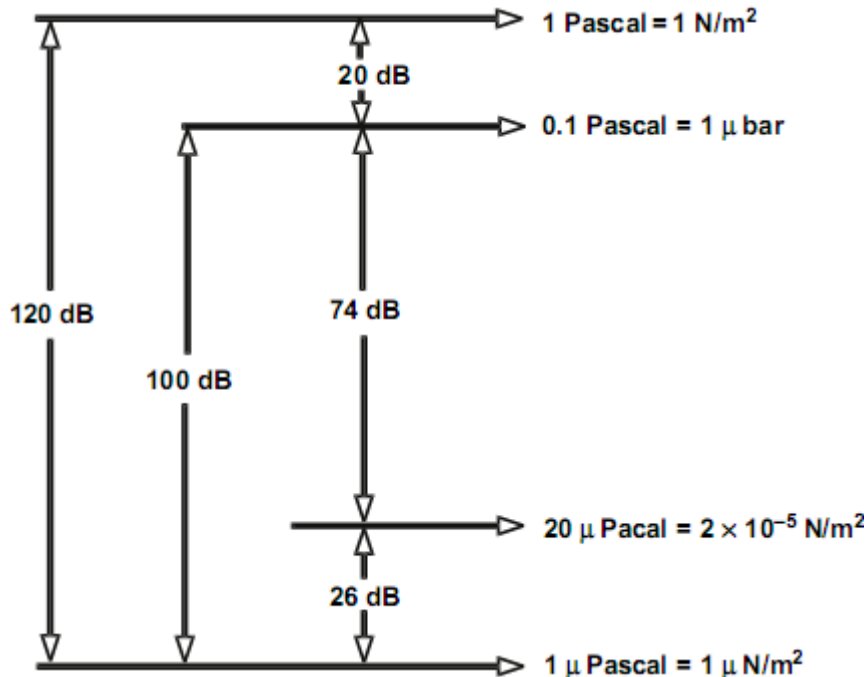 1 Pascal = 1 N/m²
20 dB
0.1 Pascal = 1 μ bar
120 dB
74 dB
100 dB
20 μ Pacal = 2 × 10⁻⁵ N/m²
26 dB
1 μ Pascal = 1 μ N/m²